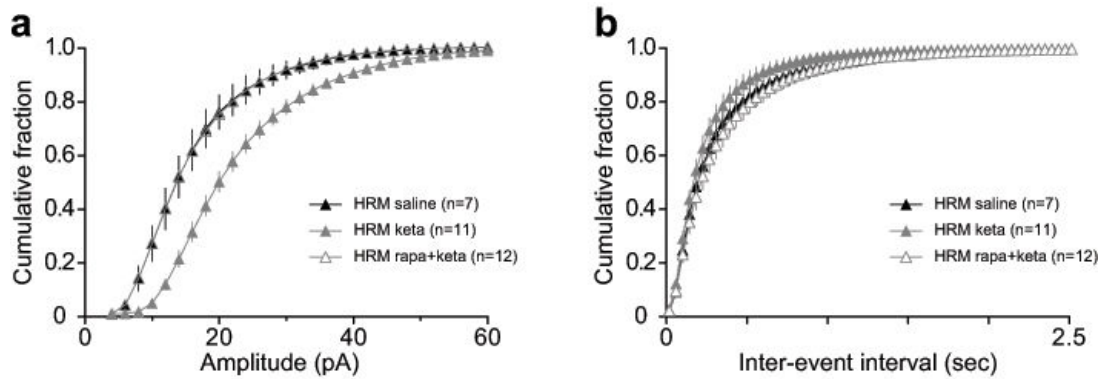 a
Cumulative fraction
1.0
0.8
0.6
0.4
0.2
0
0
20
40
60
Amplitude (pA)
HRM saline (n=7)
HRM keta (n=11)
HRM rapa+keta (n=12)
b
Cumulative fraction
1.0
0.8
0.6
0.4
0.2
0
0
2.5
Inter-event interval (sec)
HRM saline (n=7)
HRM keta (n=11)
HRM rapa+keta (n=12)